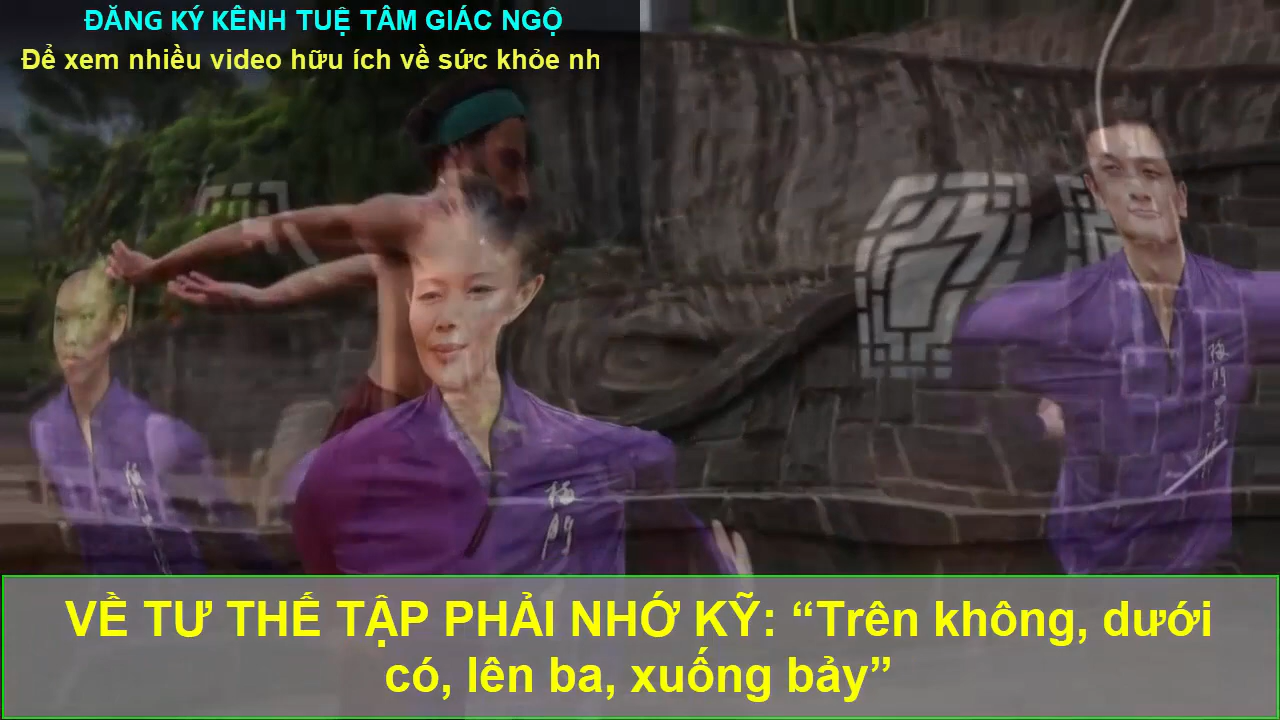 ĐĂNG KÝ KÊNH TUỆ TÂM GIÁC NGỘ
Để xem nhiều video hữu ích về sức khỏe nh
VỀ TƯ THẾ TẬP PHẢI NHỚ KỸ: “Trên không, dưới
có, lên ba, xuống bảy”